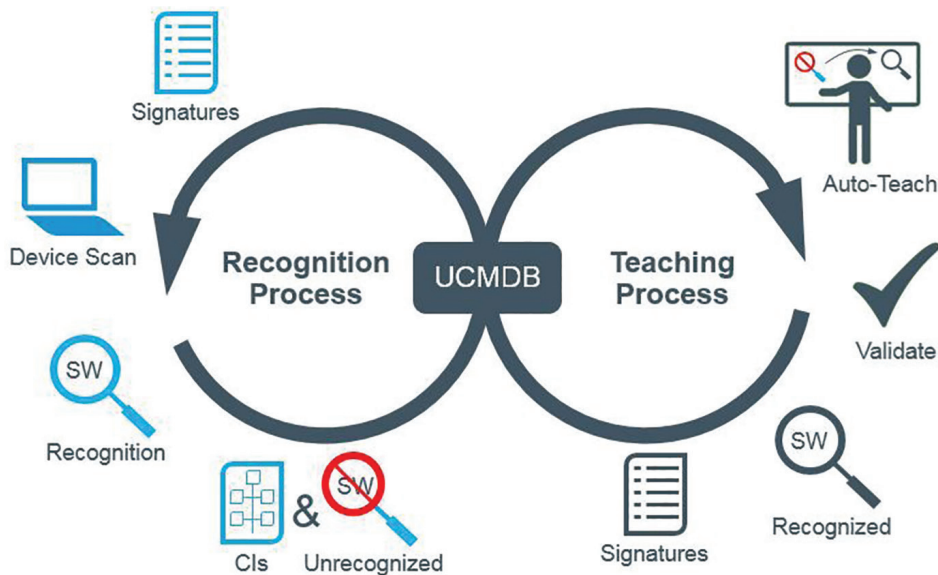 Signatures
Device Scan
Recognition
Process
SW
Recognition
CIs
&
SW
Unrecognized
UCMDB
Auto-Teach
Teaching
Process
Validate
SW
Recognized
Signatures